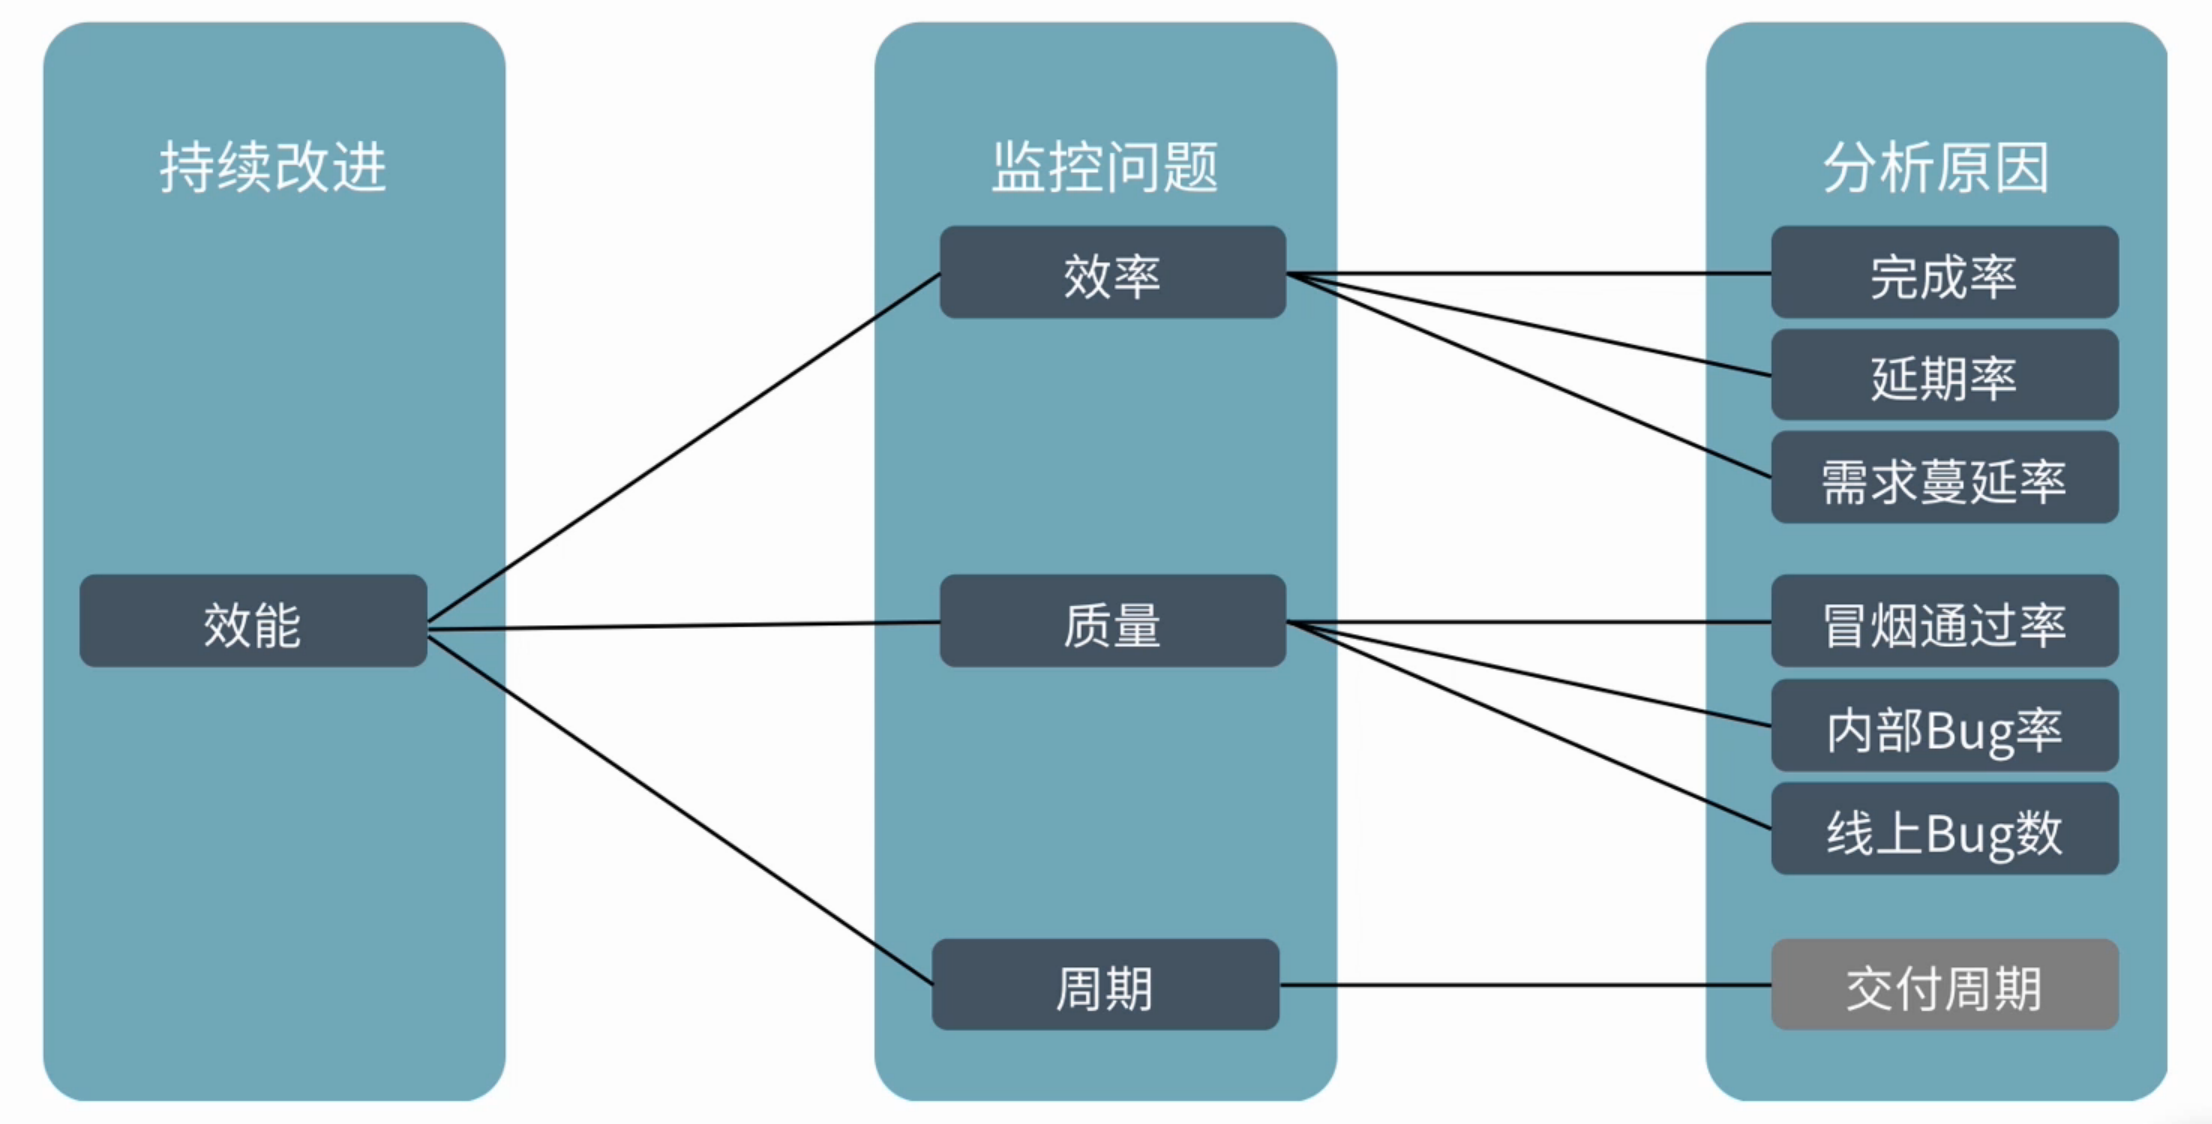 持续改进
效能
监控问题
效率
质量
周期
分析原因
完成率
延期率
需求蔓延率
冒烟通过率
内部Bug率
线上Bug数
交付周期